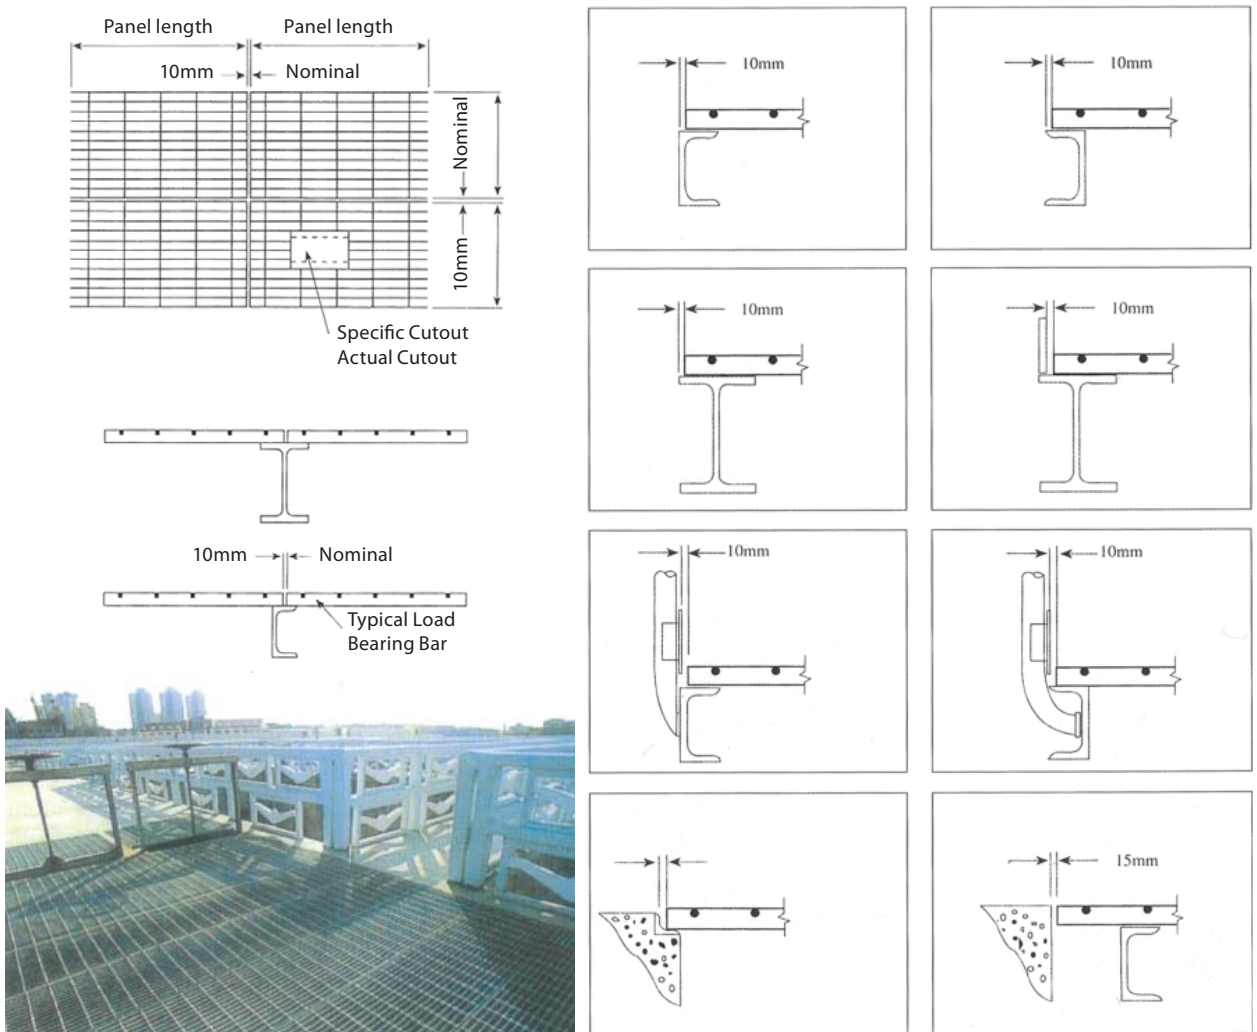 Panel length
Panel length
10mm
Nominal
Nominal
10mm
Specific Cutout
Actual Cutout
10mm
Nominal
Typical Load
Bearing Bar
10mm
10mm
10mm
10mm
10mm
10mm
15mm